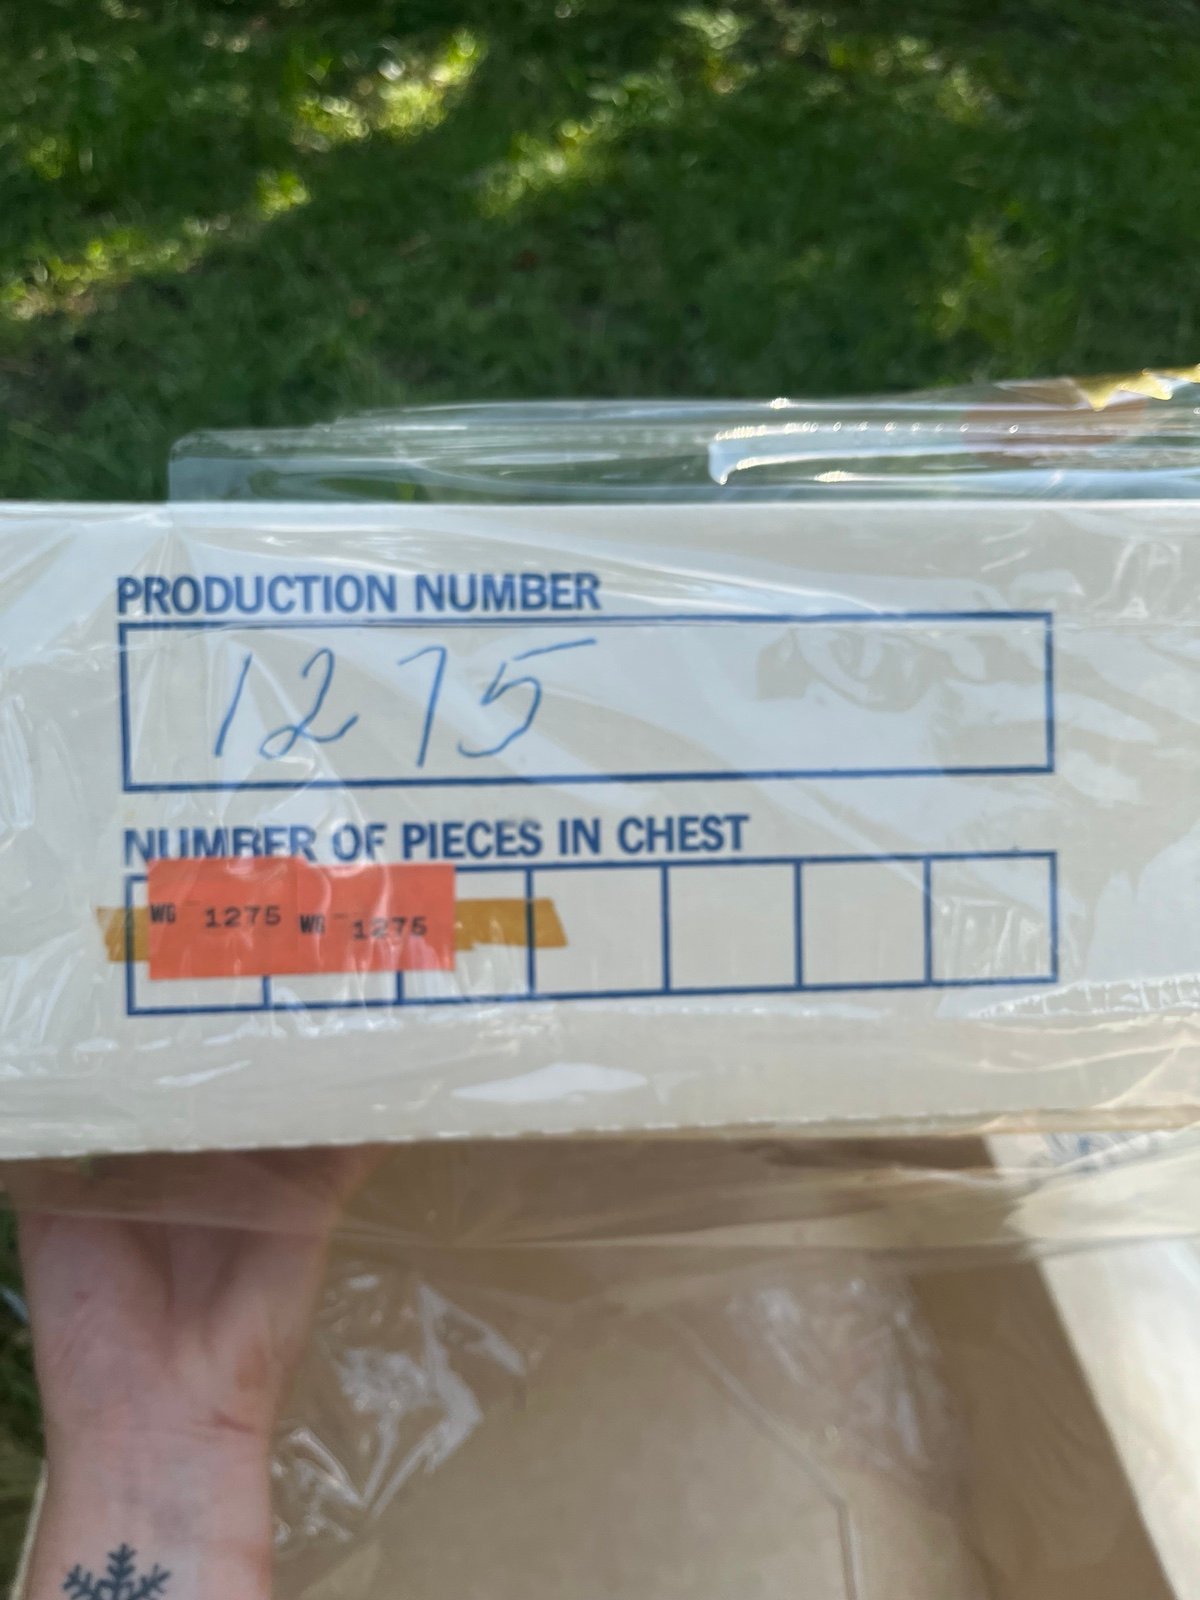 PRODUCTION NUMBER
1275
NUMBER OF PIECES IN CHEST
WG 1275 WG 1275